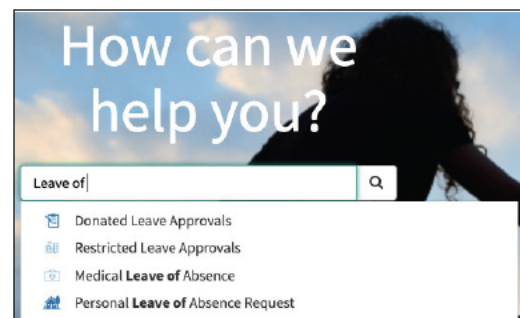 How can we
help you?
Leave of
Donated Leave Approvals
Restricted Leave Approvals
Medical Leave of Absence
Personal Leave of Absence Request